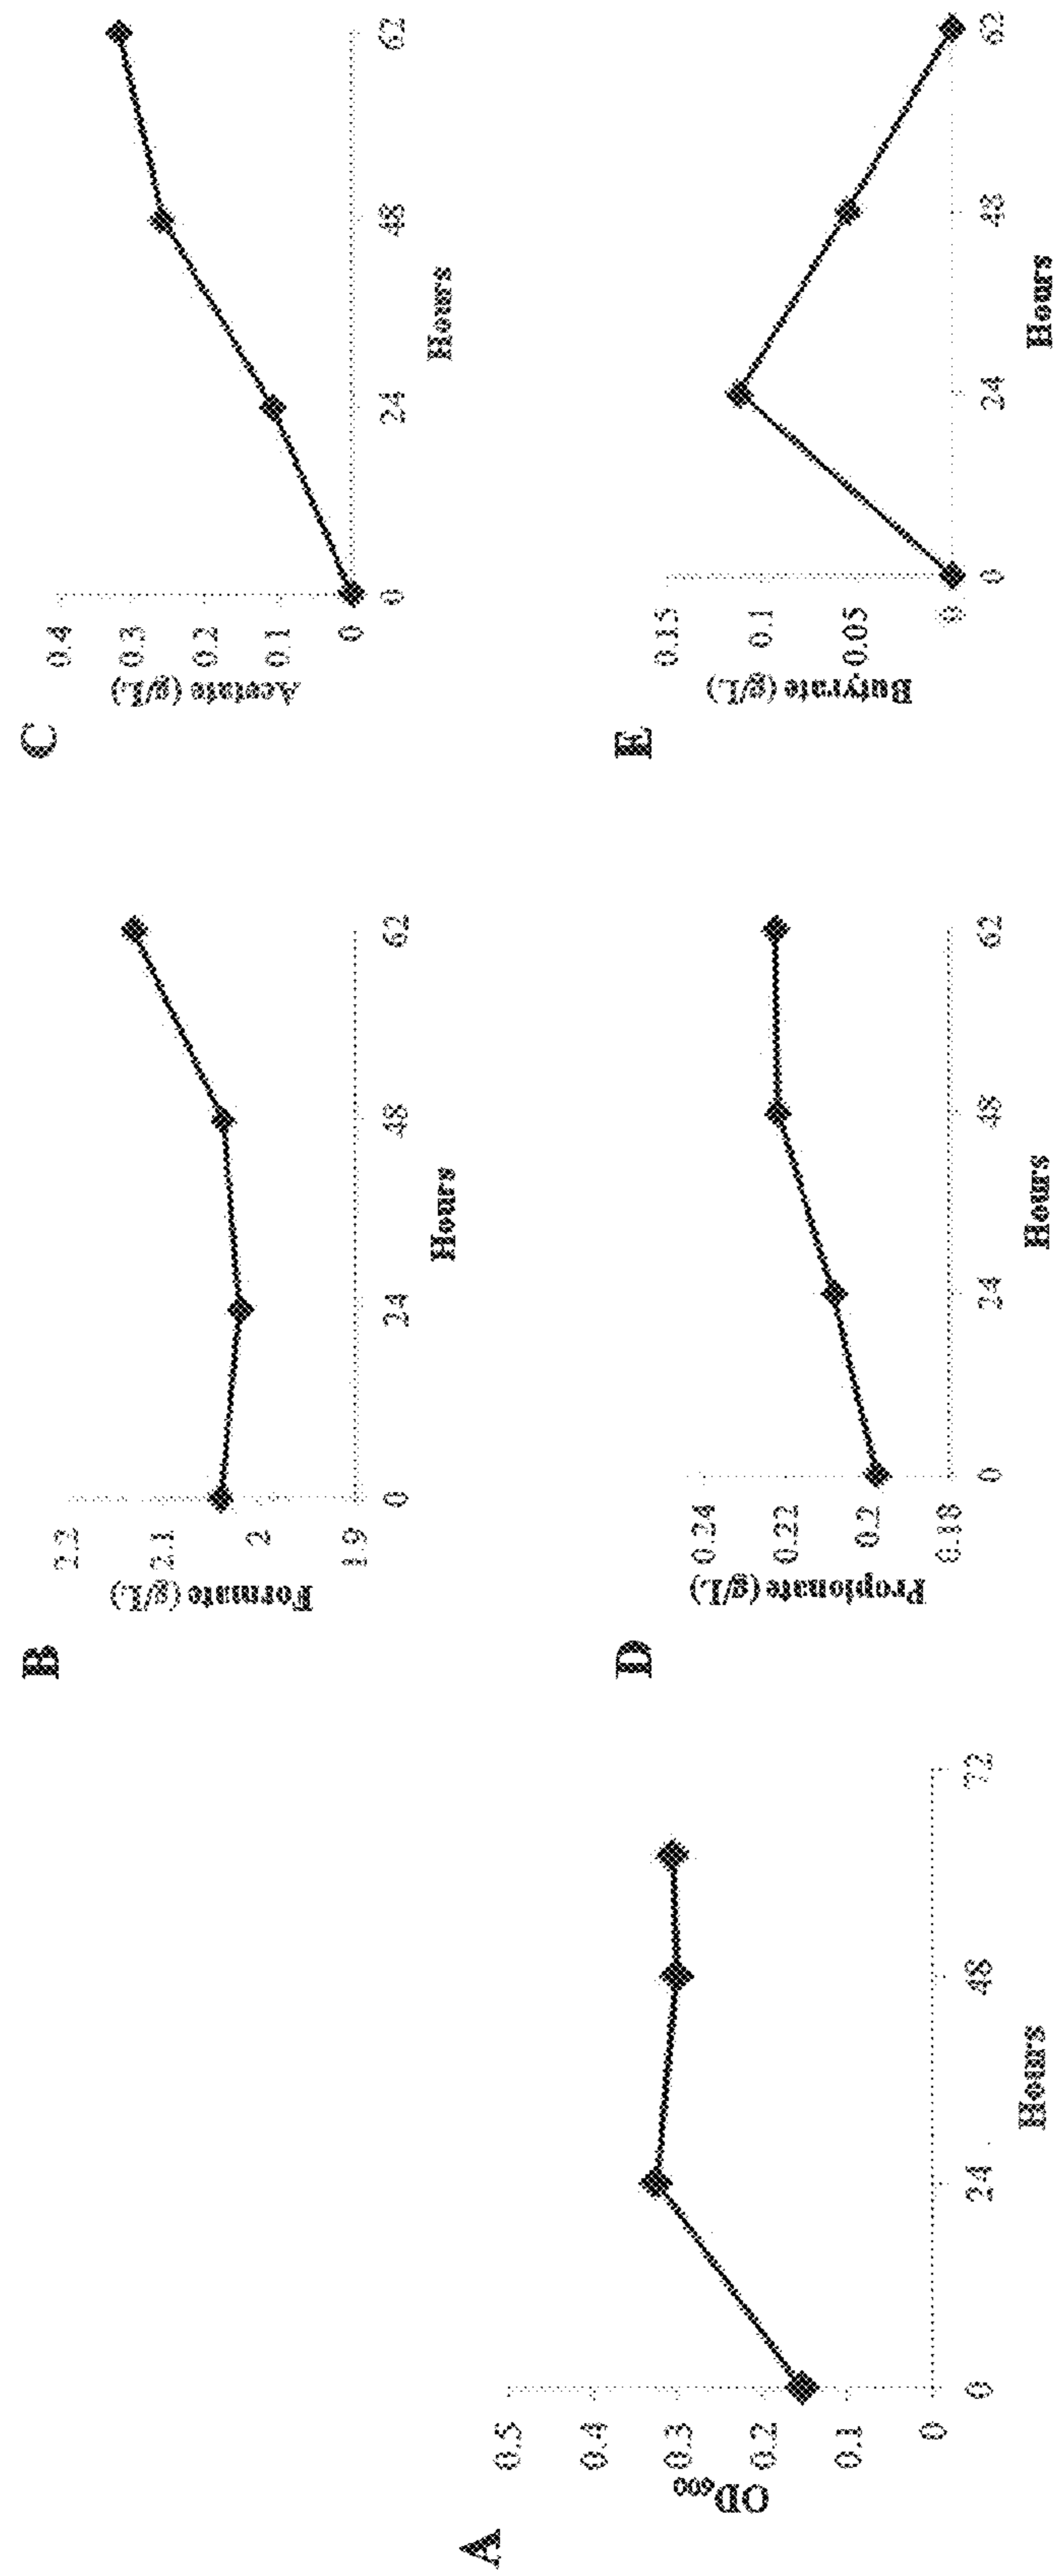 A
OD600
0.5
0.4
0.3
0.2
0.1
0
0
24
48
72
Hours
B
Formate (g/L)
2.2
2.1
2
1.9
0
24
48
62
Hours
C
Acetate (g/L)
0.4
0.3
0.2
0.1
0
0
24
48
62
Hours
D
Propionate (g/L)
0.24
0.22
0.2
0.18
0
24
48
62
Hours
E
Butyrate (g/L)
0.15
0.1
0.05
0
0
24
48
62
Hours